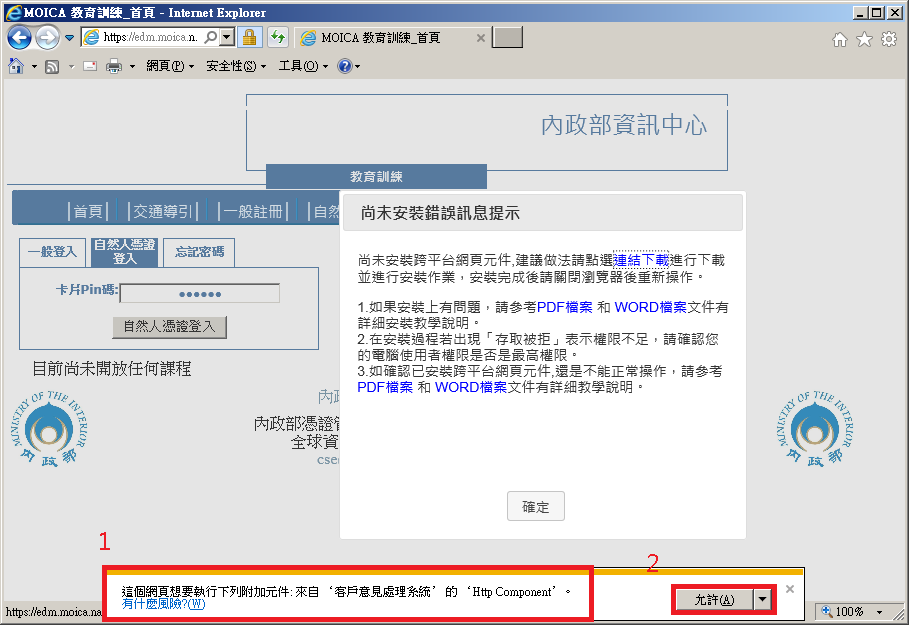 MOICA 教育訓練_首頁 - Internet Explorer
https://edm.moica.n.
MOICA 教育訓練_首頁
網頁(P)
安全性(S)
工具(O)
內政部資訊中心
教育訓練
|首頁|
|交通導引|
|一般註冊|
|自然
一般登入
自然人憑證
登入
忘記密碼
卡片Pin碼:
自然人憑證登入
目前尚未開放任何課程
尚未安裝錯誤訊息提示
尚未安裝跨平台網頁元件,建議做法請點選連結下載進行下載
並進行安裝作業，安裝完成後請關閉瀏覽器後重新操作。
1.如果安裝上有問題，請參考PDF檔案 和 WORD檔案文件有
詳細安裝教學說明。
2.在安裝過程若出現「存取被拒」表示權限不足，請確認您
的電腦使用者權限是否是最高權限。
3.如確認已安裝跨平台網頁元件,還是不能正常操作，請參考
PDF檔案 和 WORD檔案文件有詳細教學說明。
確定
內政
內政部憑證管
全球資
cse
MINISTRY OF THE INTERIOR
內政部
MINISTRY OF THE INTERIOR
內政部
1
2
這個網頁想要執行下列附加元件: 來自‘客戶意見處理系統’的‘Http Component’。
有什麼風險?(W)
允許(A)
https://edm.moica.na
100%